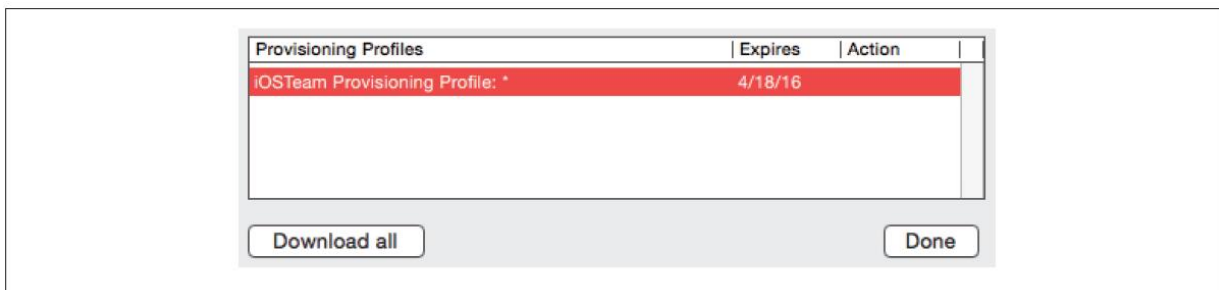 Provisioning Profiles | Expires | Action
iOSTeam Provisioning Profile: * 4/18/16
Download all Done